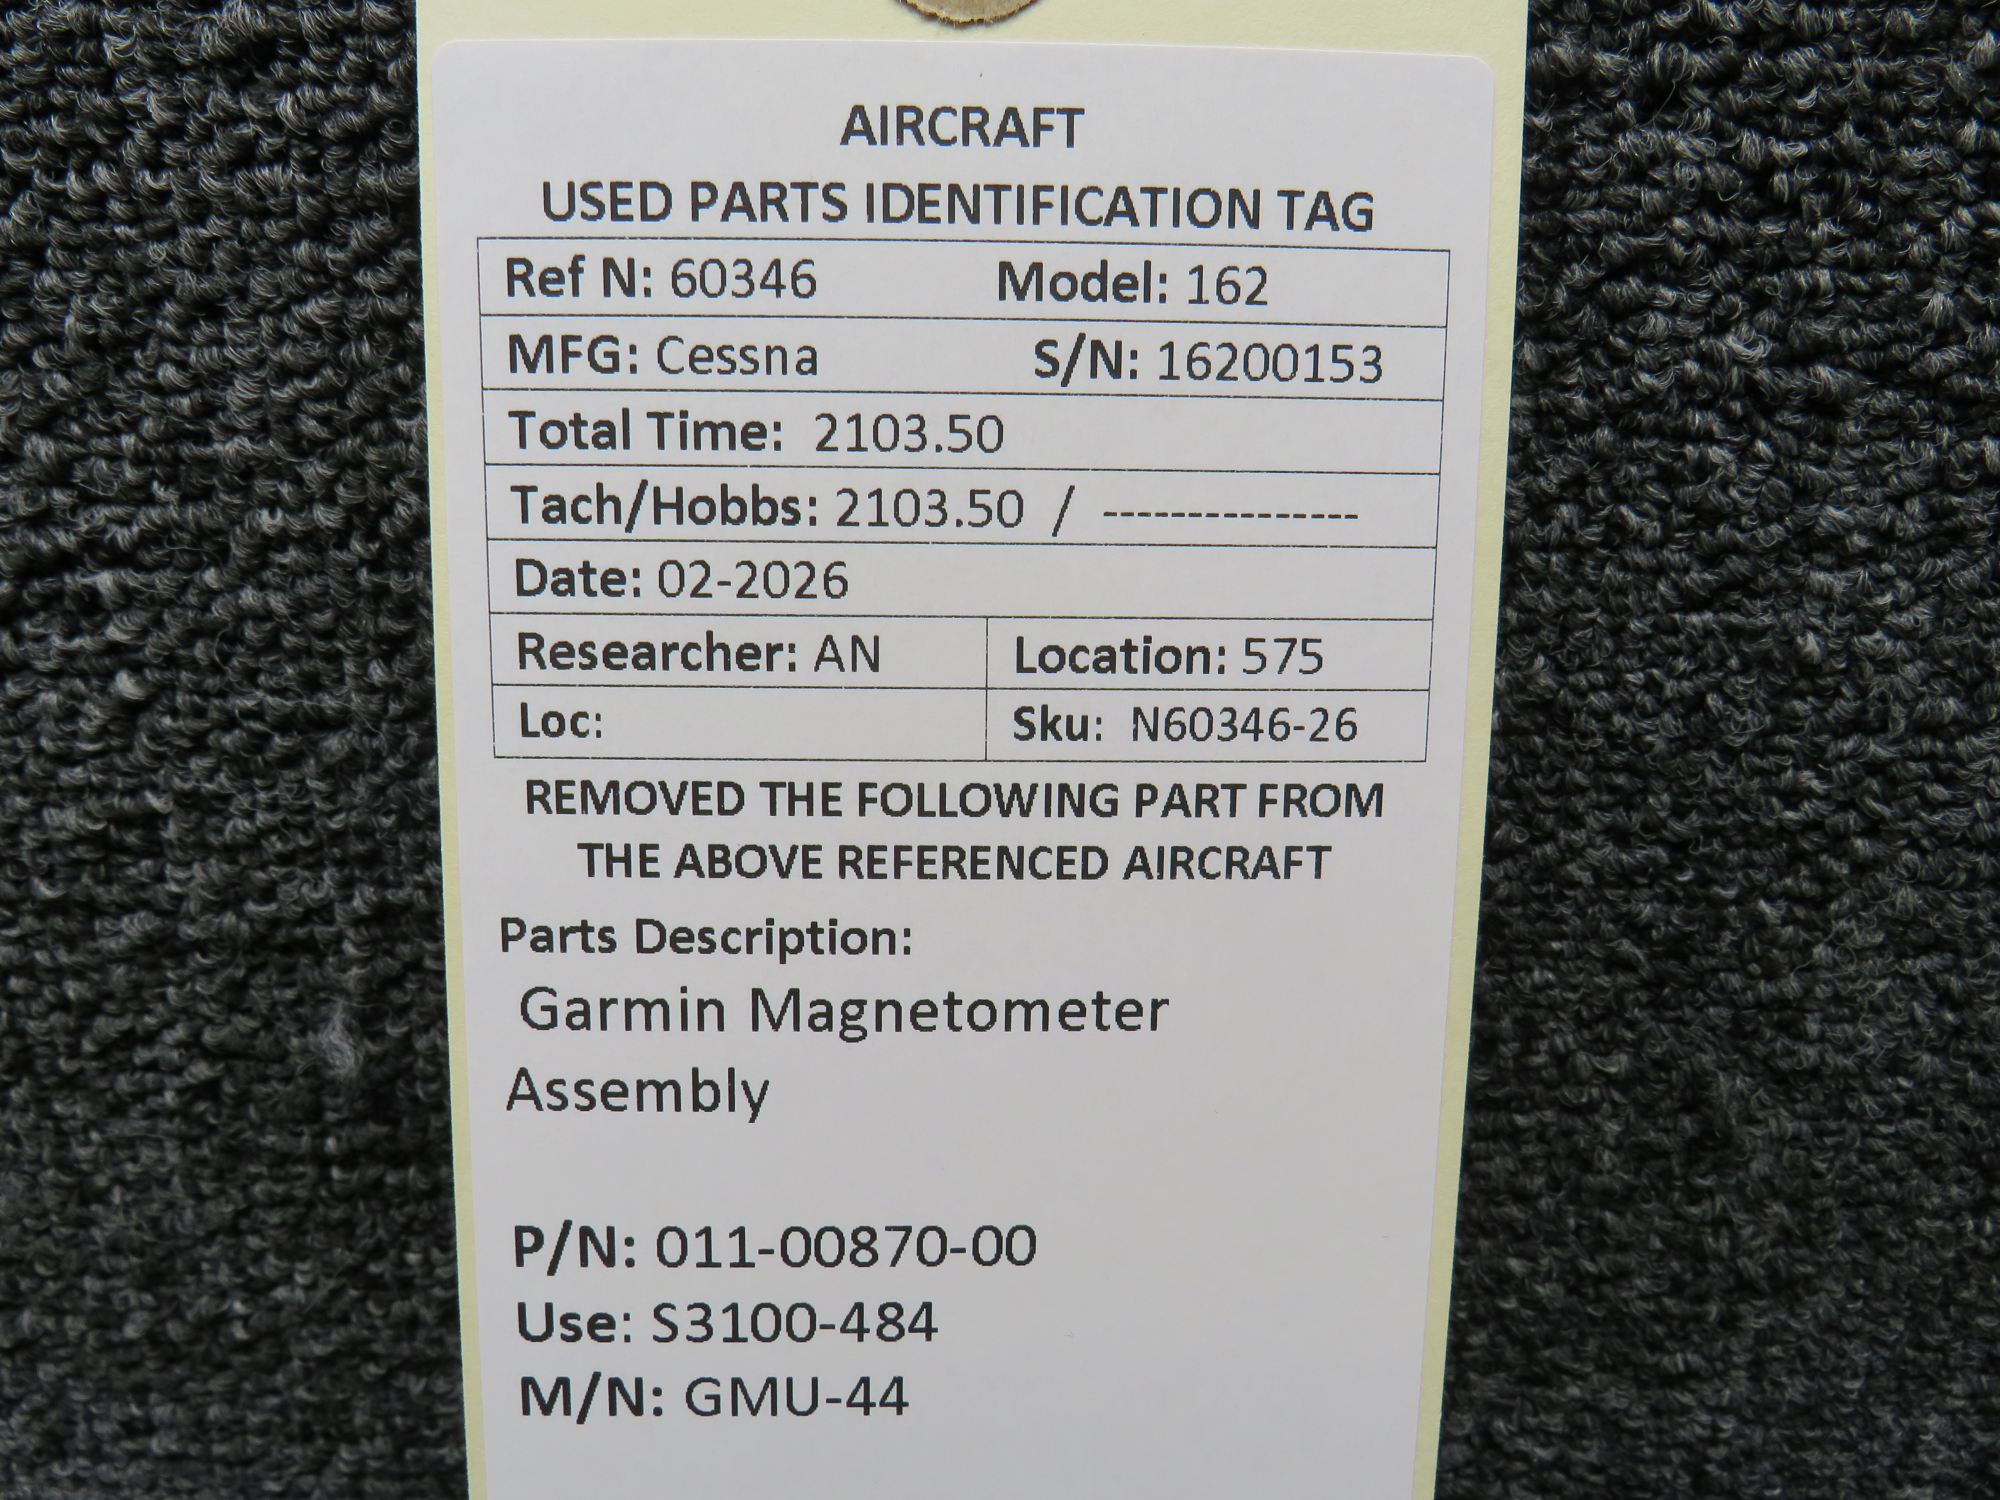 AIRCRAFT
USED PARTS IDENTIFICATION TAG
Ref N: 60346 Model: 162
MFG: Cessna S/N: 16200153
Total Time: 2103.50
Tach/Hobbs: 2103.50 / ---------------
Date: 02-2026
Researcher: AN Location: 575
Loc: Sku: N60346-26
REMOVED THE FOLLOWING PART FROM
THE ABOVE REFERENCED AIRCRAFT
Parts Description:
Garmin Magnetometer
Assembly
P/N: 011-00870-00
Use: S3100-484
M/N: GMU-44